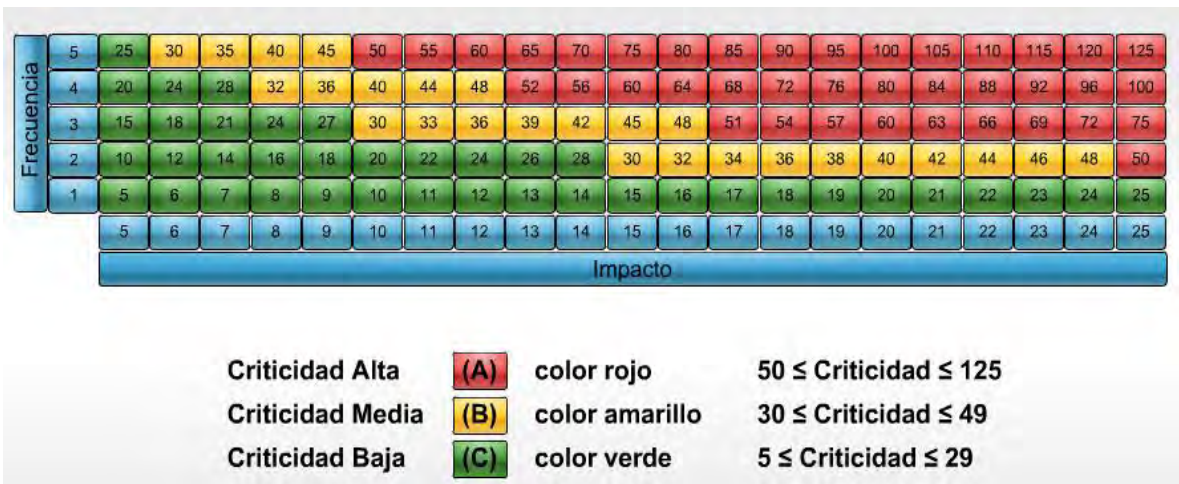 Frecuencia
5 25 30 35 40 45 50 55 60 65 70 75 80 85 90 95 100 105 110 115 120 125
4 20 24 28 32 36 40 44 48 52 56 60 64 68 72 76 80 84 88 92 96 100
3 15 18 21 24 27 30 33 36 39 42 45 48 51 54 57 60 63 66 69 72 75
2 10 12 14 16 18 20 22 24 26 28 30 32 34 36 38 40 42 44 46 48 50
1 5 6 7 8 9 10 11 12 13 14 15 16 17 18 19 20 21 22 23 24 25
5 6 7 8 9 10 11 12 13 14 15 16 17 18 19 20 21 22 23 24 25
Impacto
Criticidad Alta (A) color rojo 50 ≤ Criticidad ≤ 125
Criticidad Media (B) color amarillo 30 ≤ Criticidad ≤ 49
Criticidad Baja (C) color verde 5 ≤ Criticidad ≤ 29